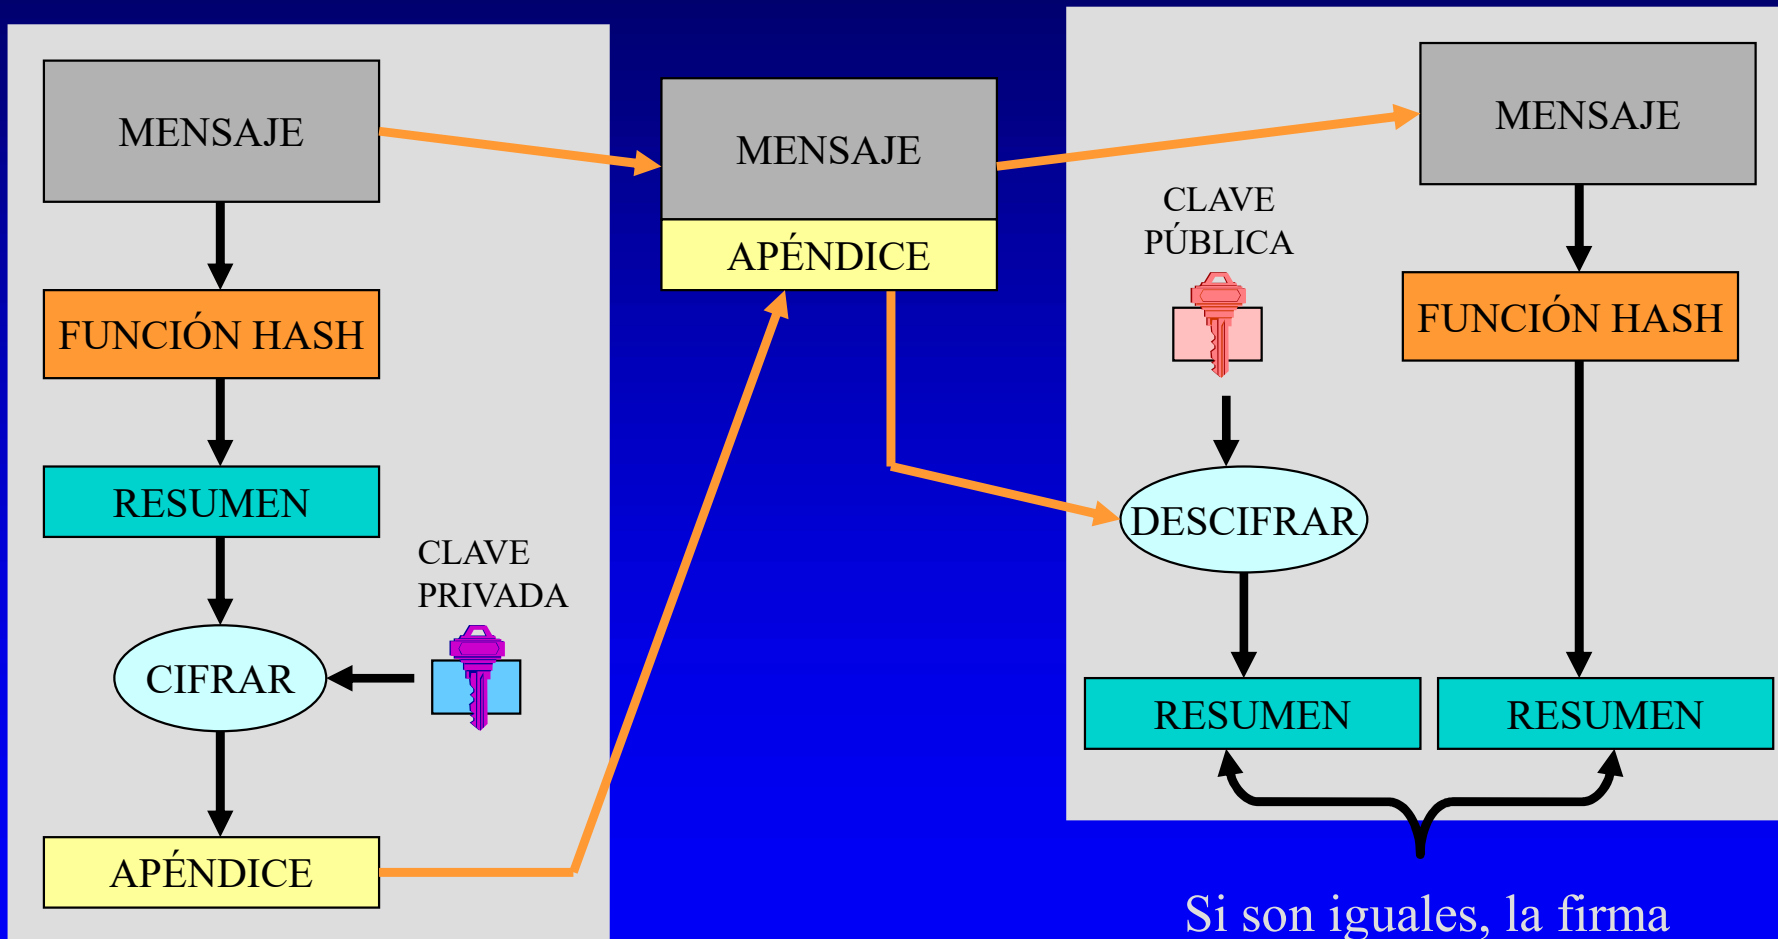 MENSAJE
FUNCIÓN HASH
RESUMEN
CLAVE
PRIVADA
CIFRAR
APÉNDICE
MENSAJE
APÉNDICE
MENSAJE
CLAVE
PÚBLICA
FUNCIÓN HASH
DESCIFRAR
RESUMEN
RESUMEN
Si son iguales, la firma